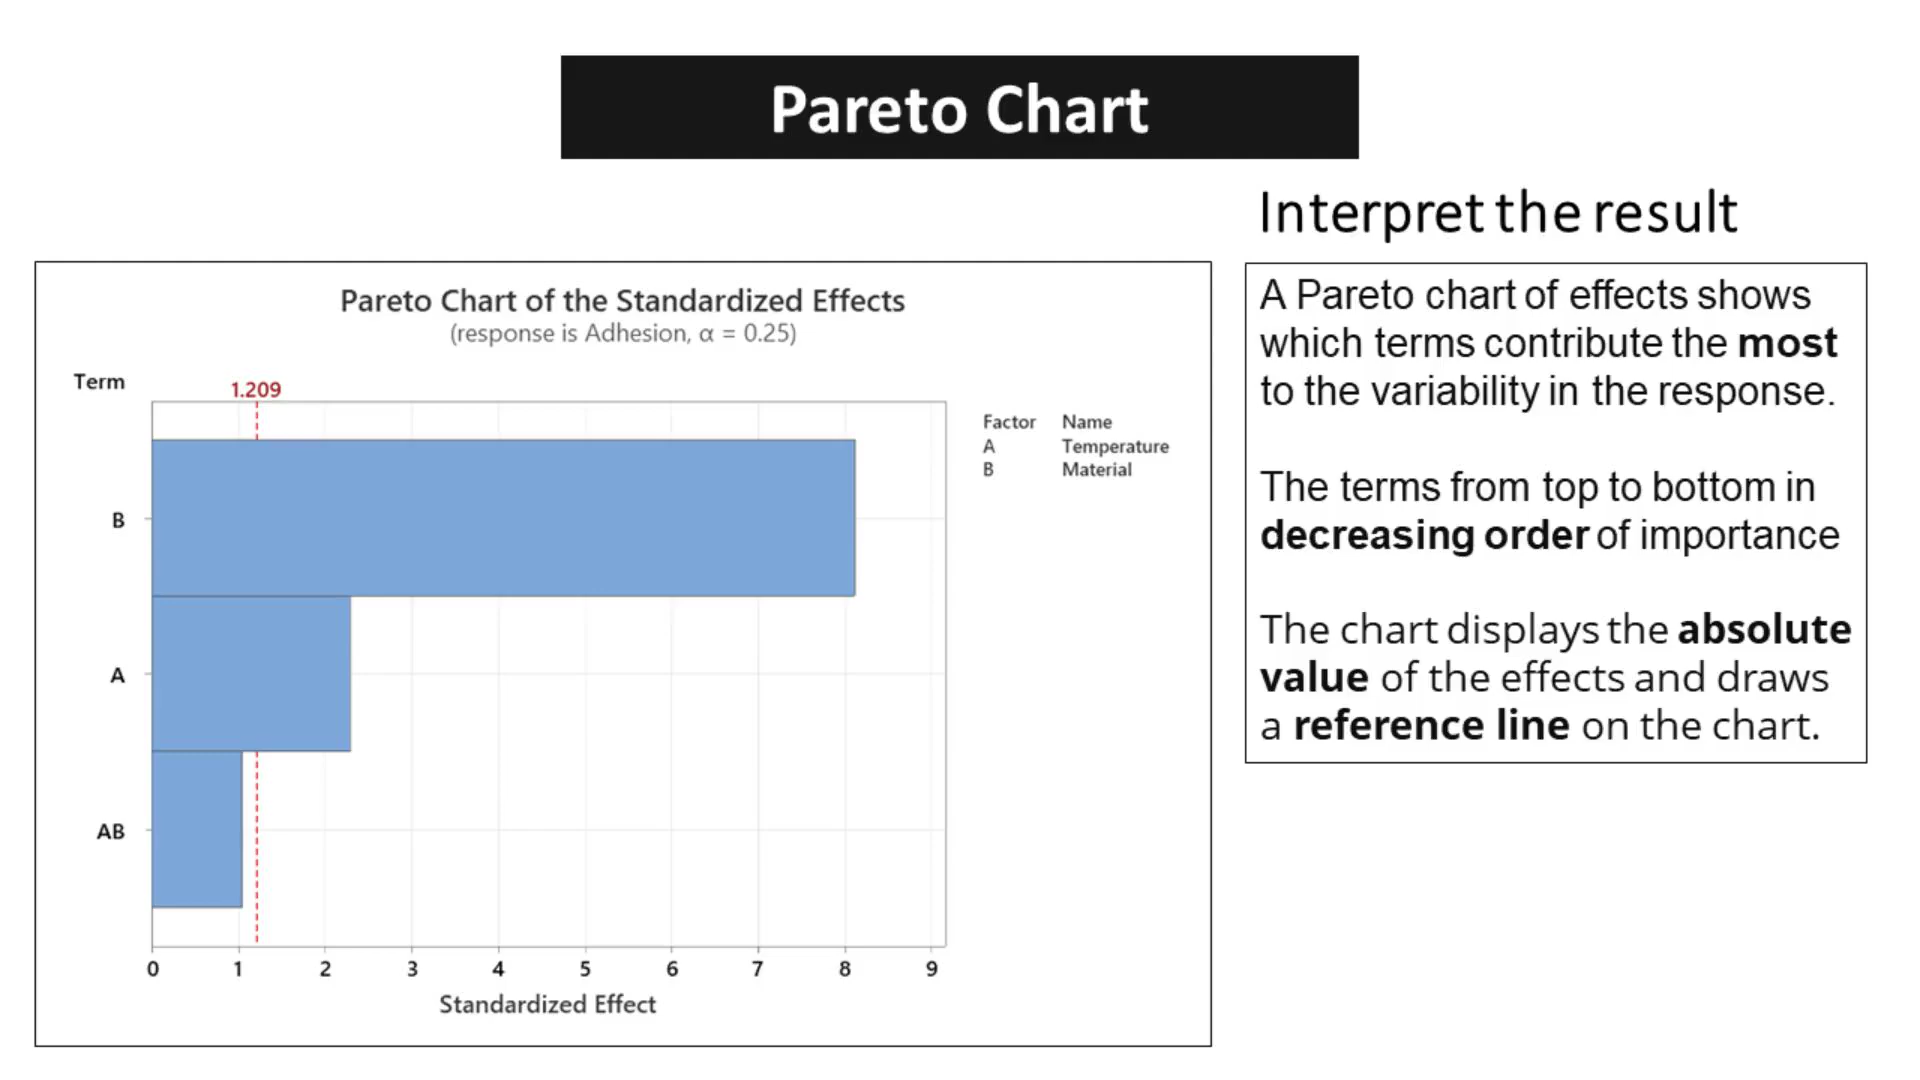 Pareto Chart
Interpret the result
Pareto Chart of the Standardized Effects
(response is Adhesion, α = 0.25)
Term
1.209
Factor Name
A Temperature
B Material
B
A
AB
0 1 2 3 4 5 6 7 8 9
Standardized Effect
A Pareto chart of effects shows
which terms contribute the most
to the variability in the response.
The terms from top to bottom in
decreasing order of importance
The chart displays the absolute
value of the effects and draws
a reference line on the chart.